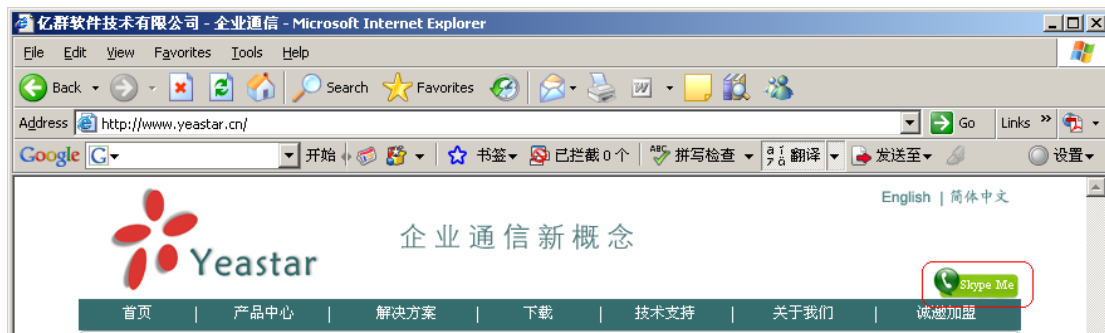 亿群软件技术有限公司 - 企业通信 - Microsoft Internet Explorer
File Edit View Favorites Tools Help
Back Search Favorites
Address http://www.yeastar.cn/ Go Links »
Google G 开始 书签 已拦截 0 个 ABC 拼写检查 翻译 发送至 设置
English | 简体中文
Yeastar 企业通信新概念
Skype Me
首页 | 产品中心 | 解决方案 | 下载 | 技术支持 | 关于我们 | 诚邀加盟